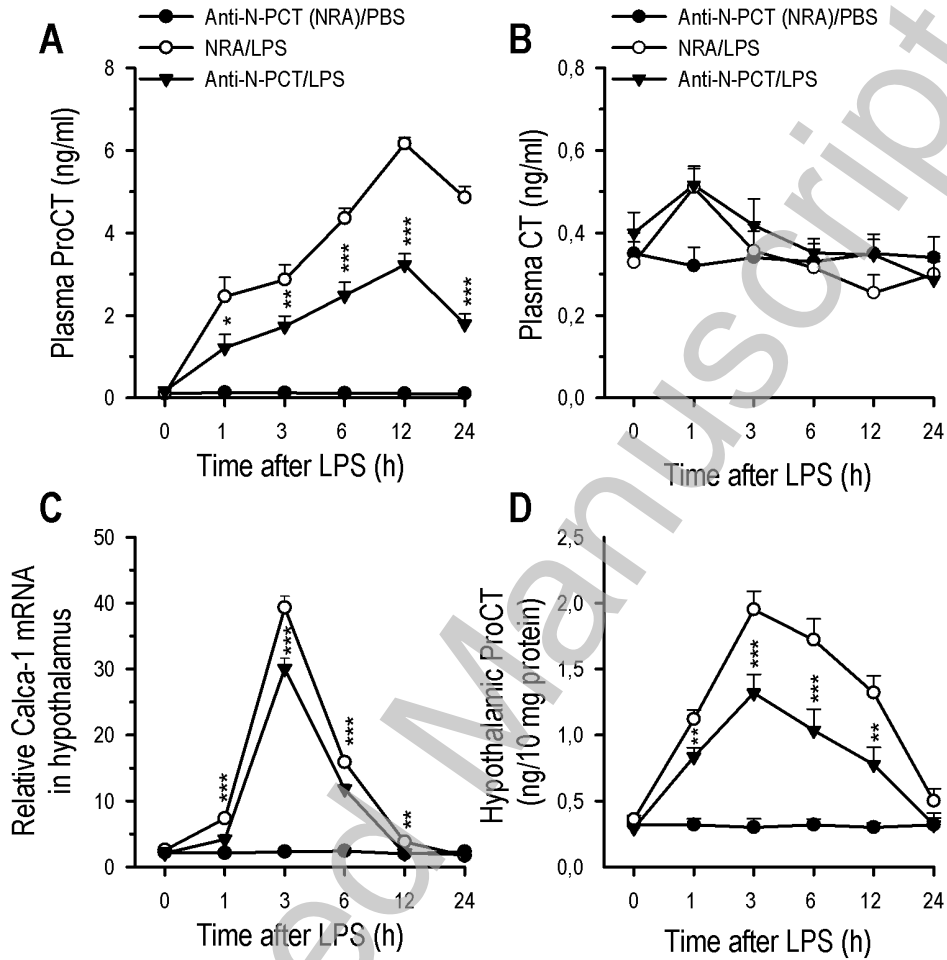 A
Anti-N-PCT (NRA)/PBS
NRA/LPS
Anti-N-PCT/LPS
Plasma ProCT (ng/ml)
8
6
4
2
0
*
**
***
***
***
0 1 3 6 12 24
Time after LPS (h)
B
Anti-N-PCT (NRA)/PBS
NRA/LPS
Anti-N-PCT/LPS
Plasma CT (ng/ml)
0,8
0,6
0,4
0,2
0,0
0 1 3 6 12 24
Time after LPS (h)
C
Relative Calca-1 mRNA
in hypothalamus
50
40
30
20
10
0
***
***
***
**
0 1 3 6 12 24
Time after LPS (h)
D
Hypothalamic ProCT
(ng/10 mg protein)
2,5
2,0
1,5
1,0
0,5
0,0
**
***
***
**
0 1 3 6 12 24
Time after LPS (h)
ed Manuscript